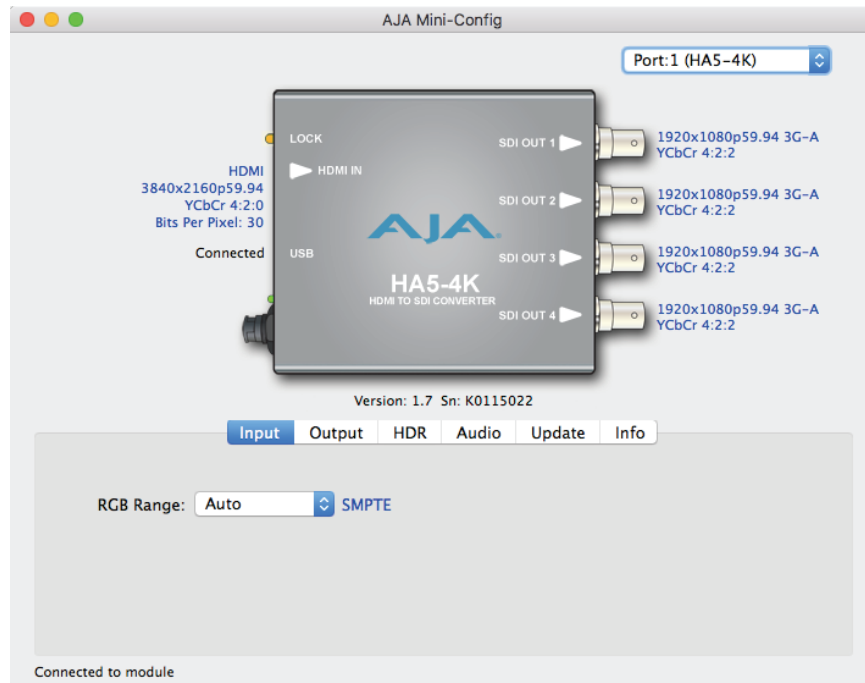 AJA Mini-Config
Port:1 (HA5-4K)
LOCK
HDMI IN
HDMI
3840x2160p59.94
YCbCr 4:2:0
Bits Per Pixel: 30
Connected
USB
AJA
HA5-4K
HDMI TO SDI CONVERTER
SDI OUT 1
1920x1080p59.94 3G-A
YCbCr 4:2:2
SDI OUT 2
1920x1080p59.94 3G-A
YCbCr 4:2:2
SDI OUT 3
1920x1080p59.94 3G-A
YCbCr 4:2:2
SDI OUT 4
1920x1080p59.94 3G-A
YCbCr 4:2:2
Version: 1.7 Sn: K0115022
Input Output HDR Audio Update Info
RGB Range: Auto SMPTE
Connected to module